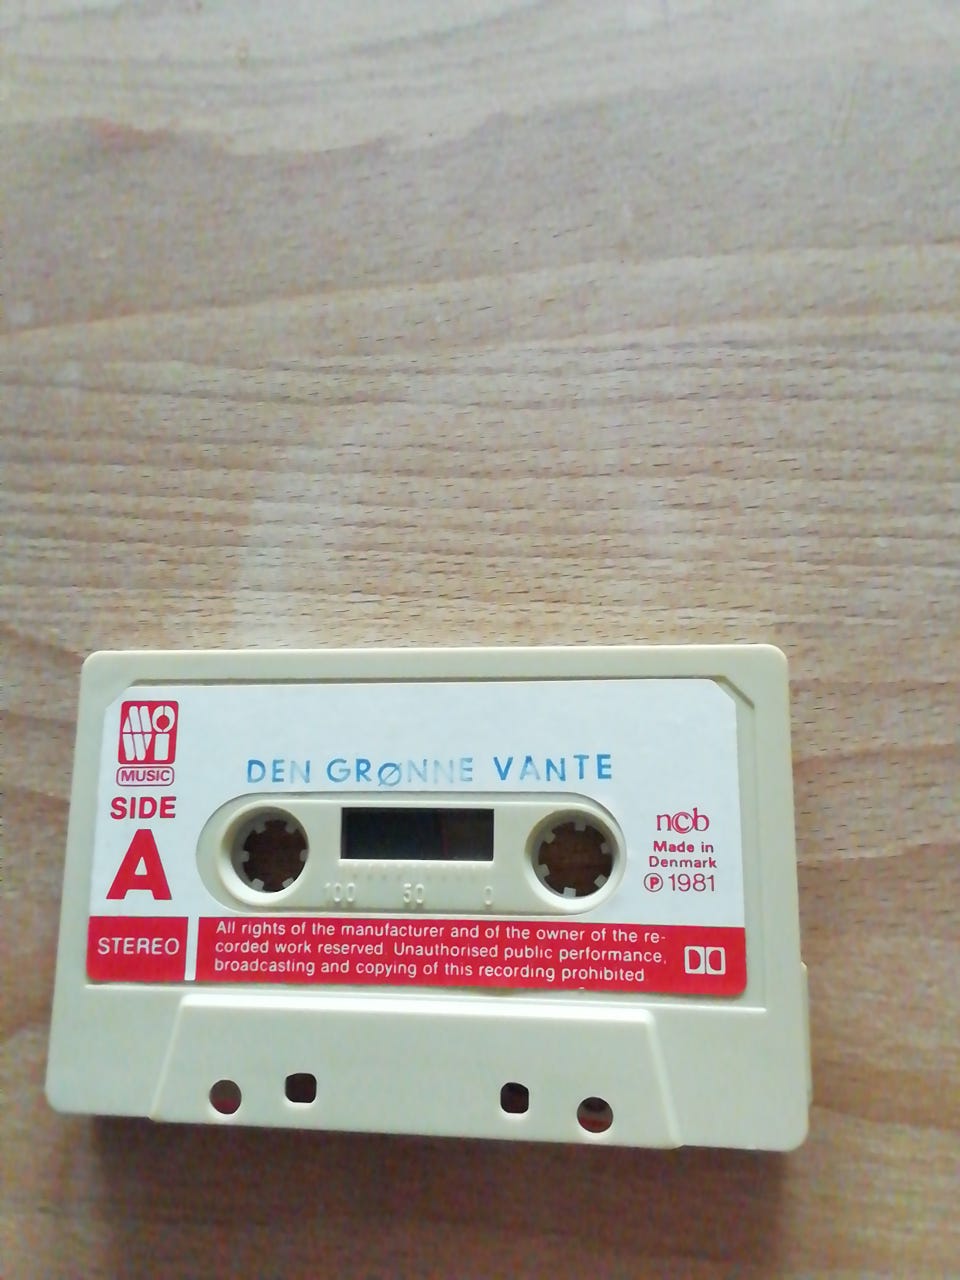 MOWI
MUSIC
SIDE
A
STEREO
DEN GRØNNE VANTE
100 50 0
ncb
Made in
Denmark
℗ 1981
All rights of the manufacturer and of the owner of the re-
corded work reserved. Unauthorised public performance,
broadcasting and copying of this recording prohibited